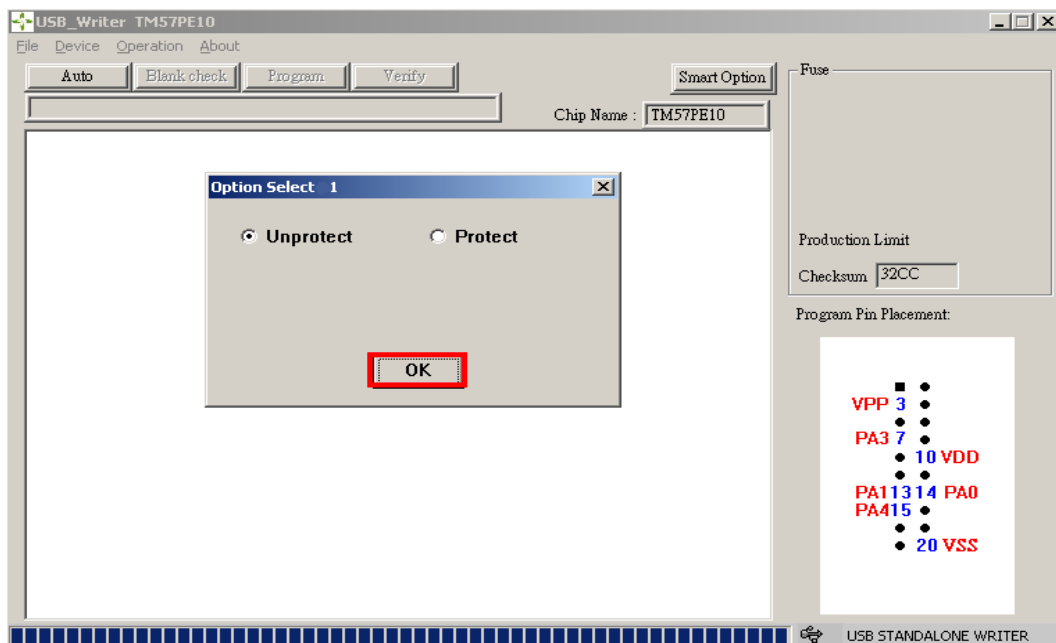 USB_Writer TM57PE10
File Device Operation About
Auto Blank check Program Verify Smart Option
Chip Name : TM57PE10
Fuse
Option Select 1
Unprotect Protect
OK
Production Limit
Checksum 32CC
Program Pin Placement:
VPP 3
PA3 7
10 VDD
PA1 13 14 PA0
PA4 15
20 VSS
USB STANDALONE WRITER